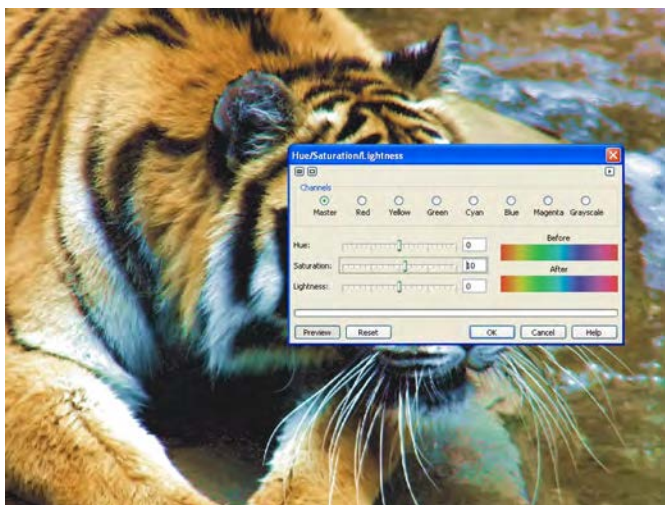 Hue/Saturation/Lightness
Channels
Master Red Yellow Green Cyan Blue Magenta Grayscale
Hue: 0 Before
Saturation: 10 After
Lightness: 0
Preview Reset OK Cancel Help